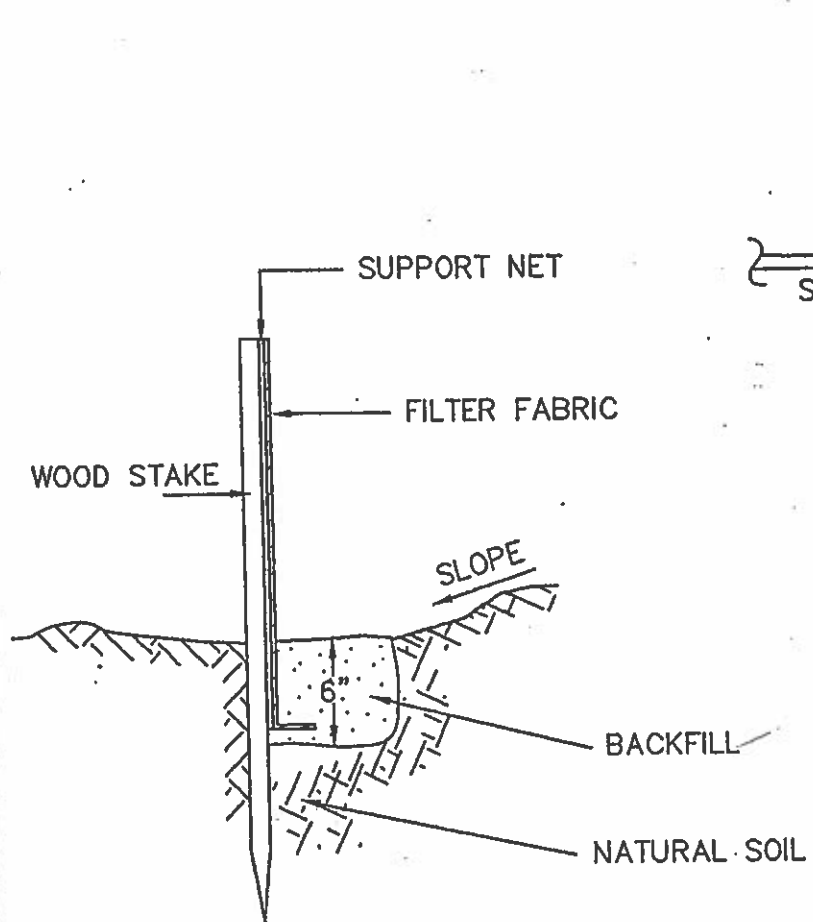 SUPPORT NET
S
FILTER FABRIC
WOOD STAKE
SLOPE
6"
BACKFILL
NATURAL SOIL